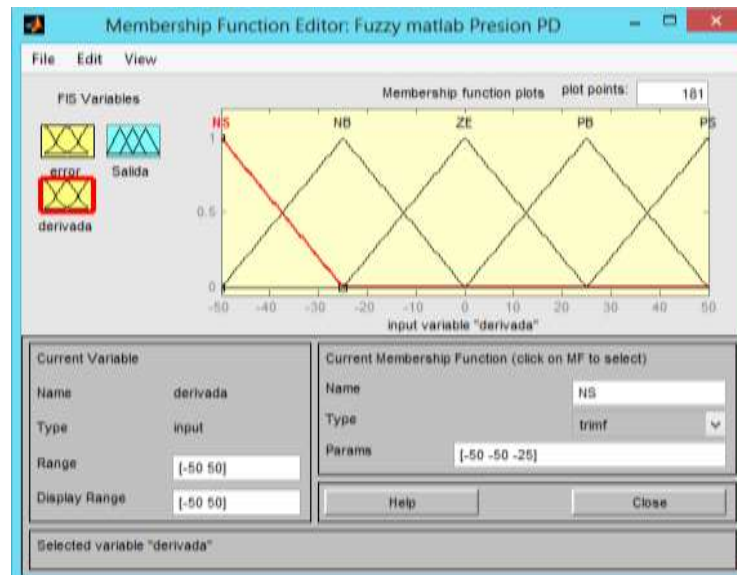 Membership Function Editor: Fuzzy matlab Presion PD
File Edit View
FIS Variables
Membership function plots plot points: 181
error Salida
derivada
NS NB ZE PB PS
1
0.5
0
-50 -40 -30 -20 -10 0 10 20 30 40 50
input variable "derivada"
Current Variable
Name derivada
Type input
Range [-50 50]
Display Range [-50 50]
Current Membership Function (click on MF to select)
Name NS
Type trimf
Params [-50 -50 -25]
Help Close
Selected variable "derivada"